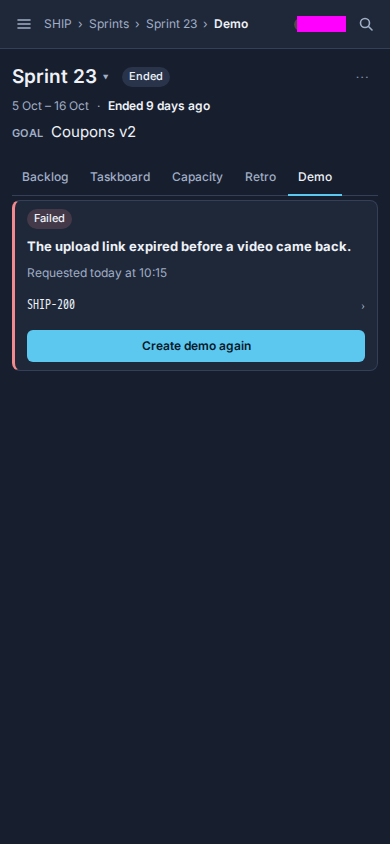 SHIP › Sprints › Sprint 23 › Demo
Sprint 23 ▾ Ended ...
5 Oct – 16 Oct · Ended 9 days ago
GOAL Coupons v2
Backlog Taskboard Capacity Retro Demo
Failed
The upload link expired before a video came back.
Requested today at 10:15
SHIP-200 ›
Create demo again